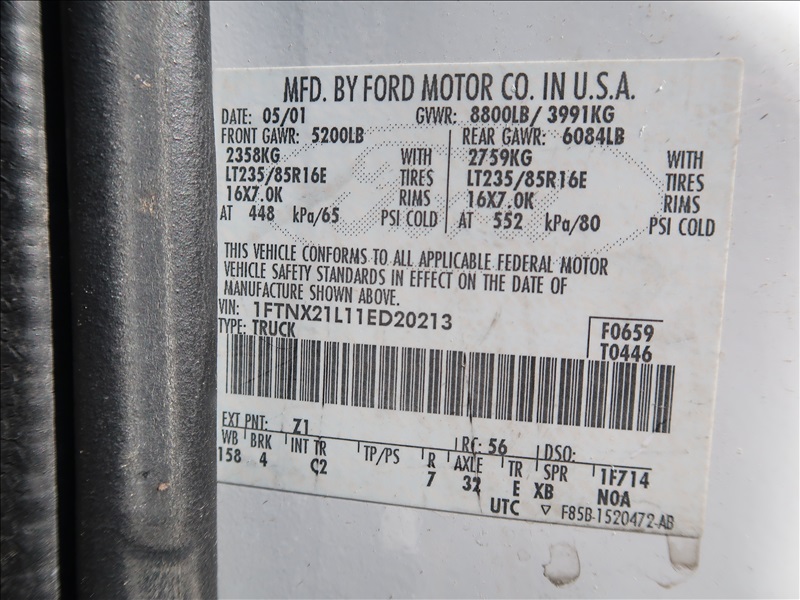 MFD. BY FORD MOTOR CO. IN U.S.A.
DATE: 05/01 GVWR: 8800LB/ 3991KG
FRONT GAWR: 5200LB REAR GAWR: 6084LB
2358KG WITH 2759KG WITH
LT235/85R16E TIRES LT235/85R16E TIRES
16X7.0K RIMS 16X7.0K RIMS
AT 448 kPa/65 PSI COLD AT 552 kPa/80 PSI COLD
THIS VEHICLE CONFORMS TO ALL APPLICABLE FEDERAL MOTOR
VEHICLE SAFETY STANDARDS IN EFFECT ON THE DATE OF
MANUFACTURE SHOWN ABOVE.
VIN: 1FTNX21L11ED20213
TYPE: TRUCK
F0659
T0446
EXT PNT: Z1 RC: 56 DSO:
WB BRK INT TR TP/PS R AXLE TR SPR 1F714
158 4 C2 7 32 E XB N0A
UTC ▽ F85B-1520472-AB